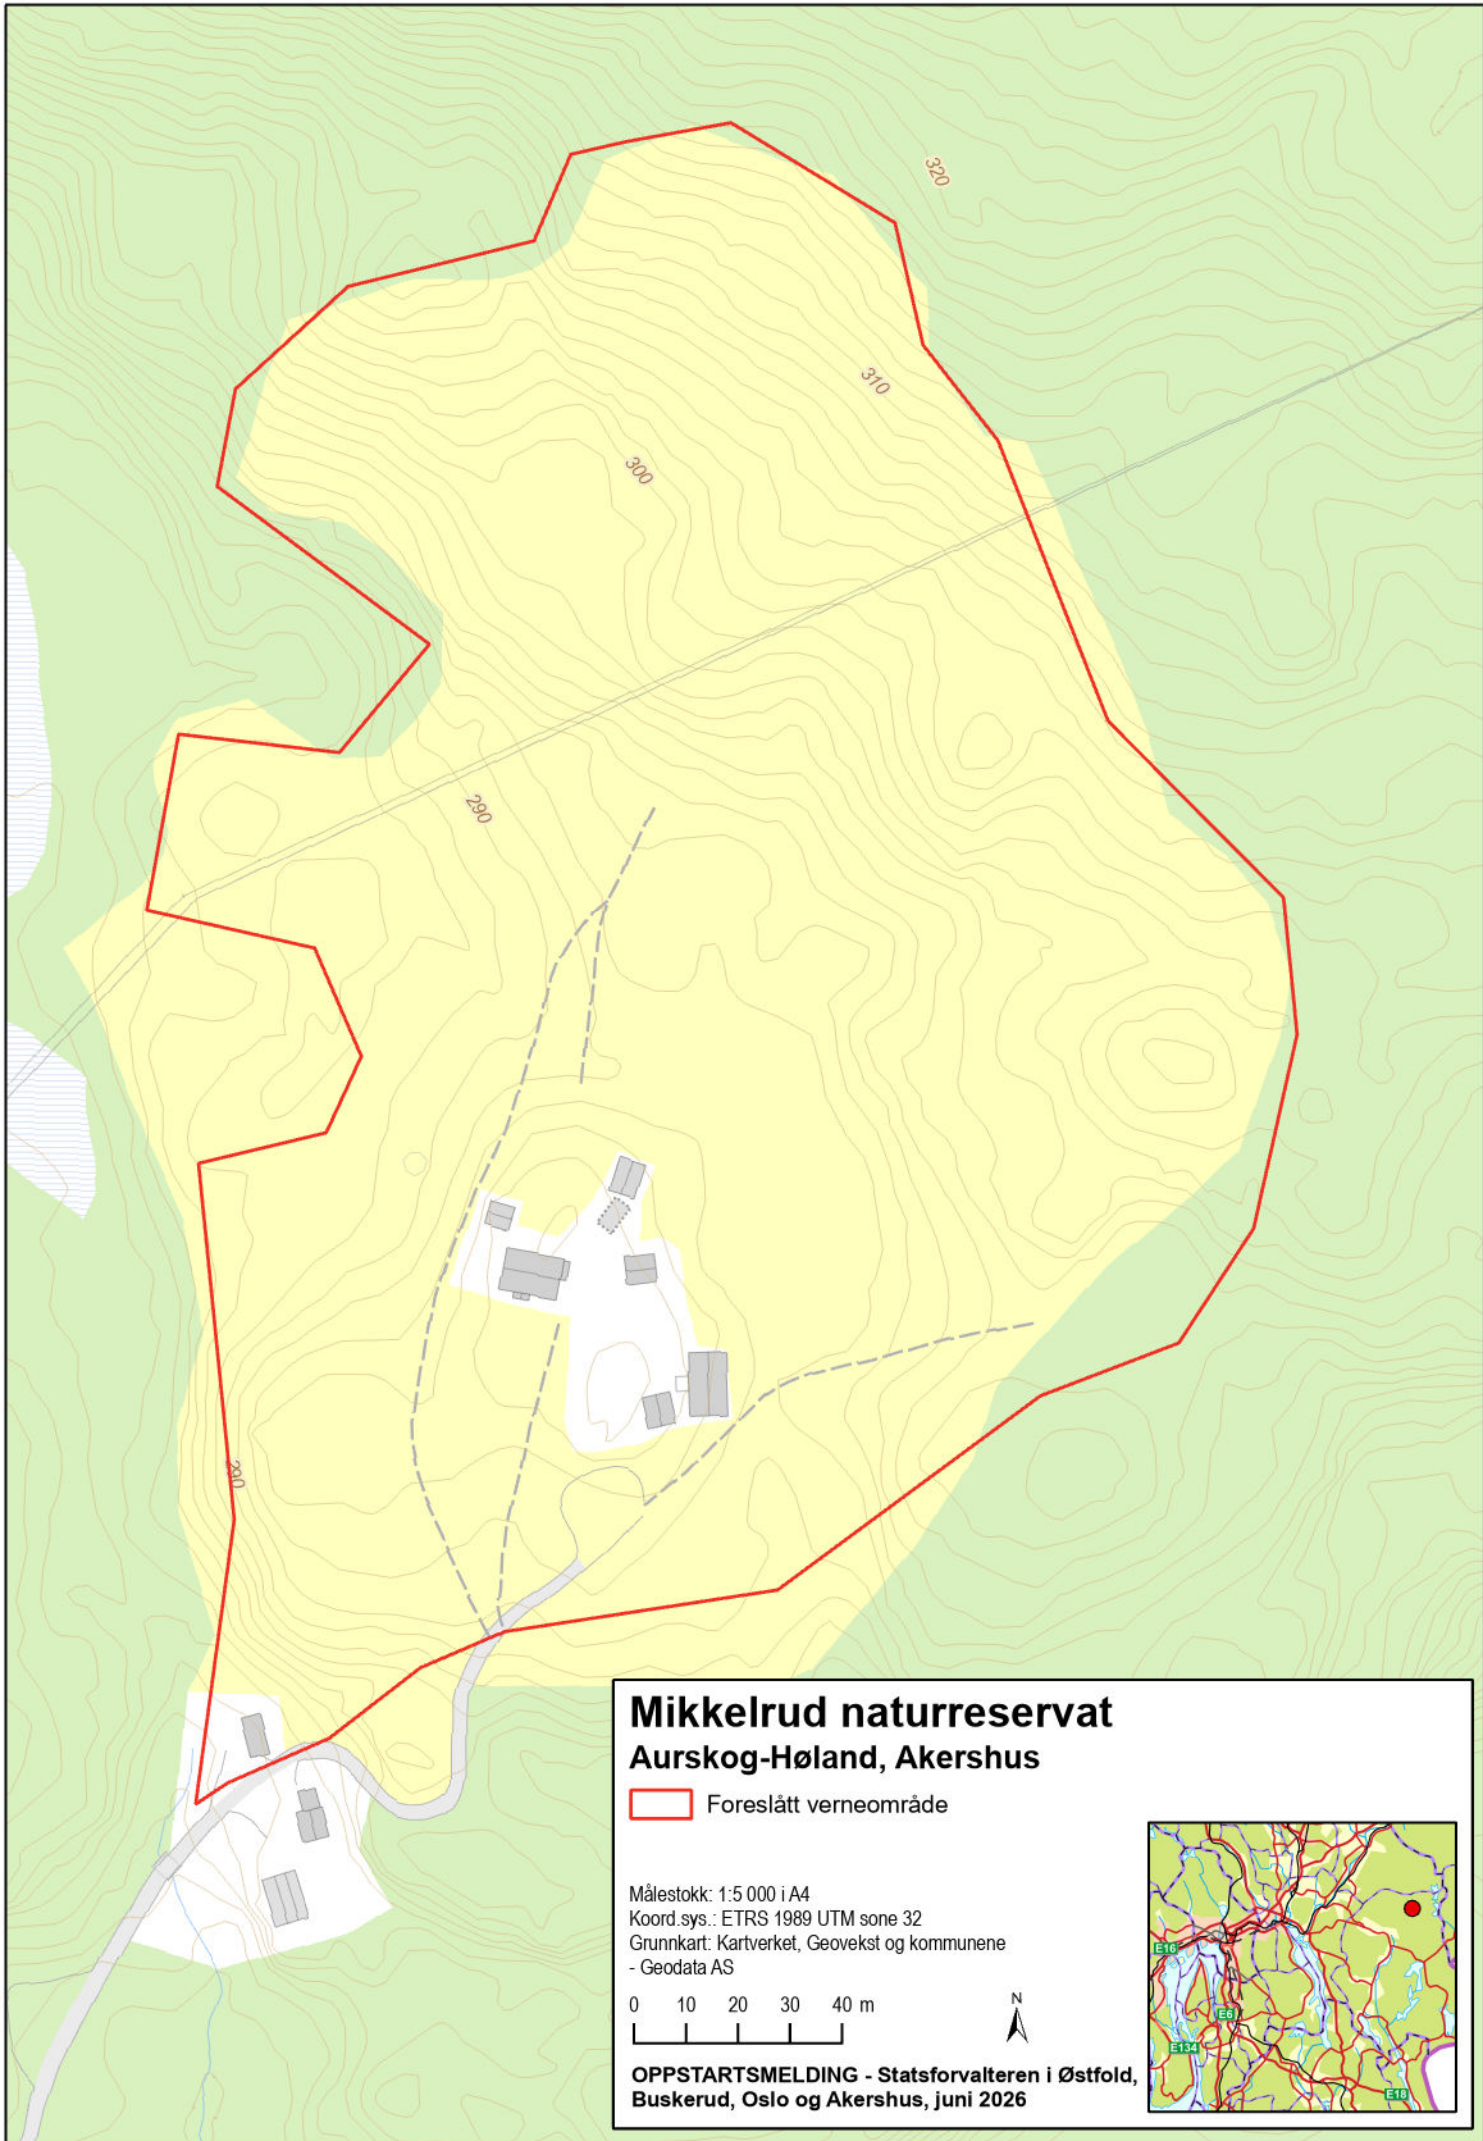 320
310
300
290
290
Mikkelrud naturreservat
Aurskog-Høland, Akershus
Foreslått verneområde
Målestokk: 1:5 000 i A4
Koord.sys.: ETRS 1989 UTM sone 32
Grunnkart: Kartverket, Geovekst og kommunene
- Geodata AS
0 10 20 30 40 m
N
OPPSTARTSMELDING - Statsforvalteren i Østfold,
Buskerud, Oslo og Akershus, juni 2026
E16
E6
E134
E18